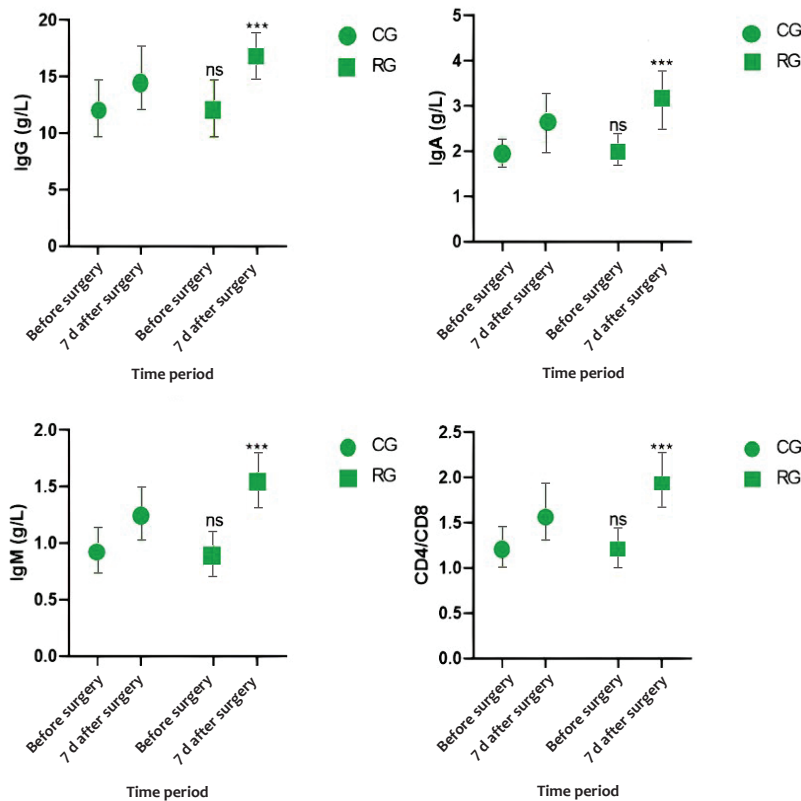 20
15
10
5
0
IgG (g/L)
ns
***
CG
RG
Before surgery
7 d after surgery
Before surgery
7 d after surgery
Time period
5
4
3
2
1
0
IgA (g/L)
ns
***
CG
RG
Before surgery
7 d after surgery
Before surgery
7 d after surgery
Time period
2.0
1.5
1.0
0.5
0.0
IgM (g/L)
ns
***
CG
RG
Before surgery
7 d after surgery
Before surgery
7 d after surgery
Time period
2.5
2.0
1.5
1.0
0.5
0.0
CD4/CD8
ns
***
CG
RG
Before surgery
7 d after surgery
Before surgery
7 d after surgery
Time period